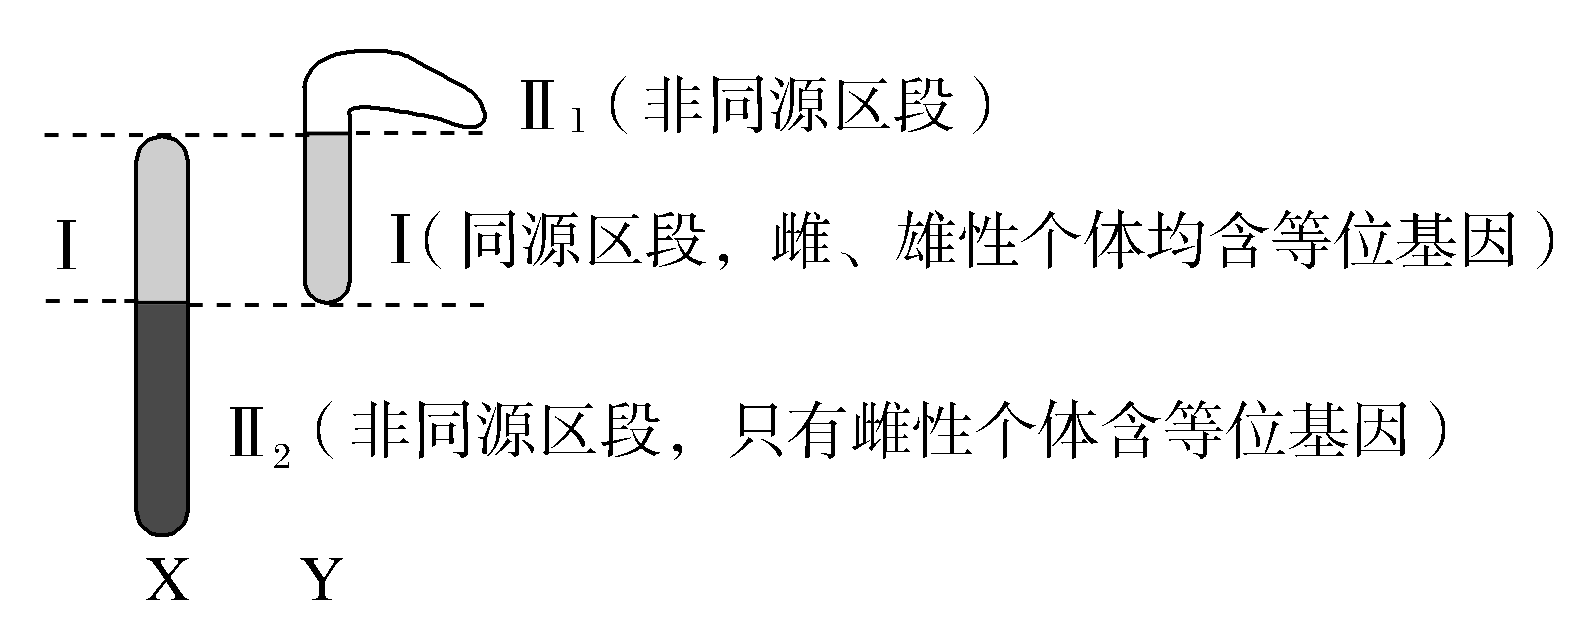 Ⅱ₁(非同源区段)
Ⅰ
Ⅰ(同源区段,雌、雄性个体均含等位基因)
Ⅱ₂(非同源区段,只有雌性个体含等位基因)
X
Y